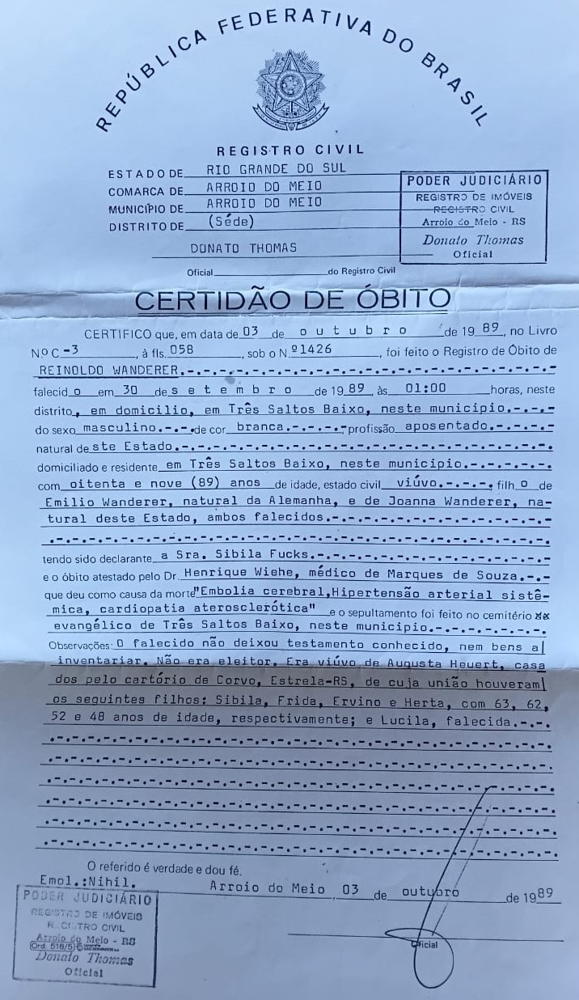 REPÚBLICA FEDERATIVA DO BRASIL
REGISTRO CIVIL
ESTADO DE RIO GRANDE DO SUL
COMARCA DE ARROIO DO MEIO
MUNICÍPIO DE ARROIO DO MEIO
DISTRITO DE (Séde)
PODER JUDICIÁRIO
REGISTRO DE IMÓVEIS
REGISTRO CIVIL
Arroio do Meio - RS
Donato Thomas
Oficial
DONATO THOMAS
Oficial do Registro Civil
CERTIDÃO DE ÓBITO
CERTIFICO que, em data de 03 de outubro de 19 89, no Livro
Nº C -3, à fls. 058, sob o N.º 1426, foi feito o Registro de Óbito de
REINOLDO WANDERER.-.-.-.-.-.-.-.-.-.-.-.-.-.-.-.-.-.-.-.-.-
falecid o em 30 de setembro de 19 89, às 01:00 horas, neste
distrito, em domicilio, em Três Saltos Baixo, neste municipio.-.-.-
do sexo masculino.-.-.de cor branca.-.-.-.-, profissão aposentado.-.-.-.-
natural de ste Estado.-.-.-.-.-.-.-.-.-.-.-.-.-.-.-.-.-.-.-.-.-
domiciliado e residente em Três Saltos Baixo, neste municipio.-.-.-.-.-
com oitenta e nove (89) anos de idade, estado civil viúvo.-.-.-., filh o de
Emilio Wanderer, natural da Alemanha, e de Joanna Wanderer, na-
tural deste Estado, ambos falecidos.-.-.-.-.-.-.-.-.-.-.-.-.-
.-.-.-.-.-.-.-.-.-.-.-.-.-.-.-.-.-.-.-.-.-.-.-.-.-.-.-.-.-.
tendo sido declarante a Sra. Sibila Fucks.-.-.-.-.-.-.-.-.-.-.-.-
e o óbito atestado pelo Dr. Henrique Wiehe, médico de Marques de Souza.-.-
que deu como causa da morte "Embolia cerebral,Hipertensão arterial sistê-
mica, cardiopatia aterosclerótica" e o sepultamento foi feito no cemitério xx
evangélico de Três Saltos Baixo, neste municipio.-.-.-.-.-.-.-.
Observações: O falecido não deixou testamento conhecido, nem bens a
inventariar. Não era eleitor. Era viúvo de Augusta Heuert, casa
dos pelo cartório de Corvo, Estrela-RS, de cuja união houveram
os seguintes filhos: Sibila, Frida, Ervino e Herta, com 63, 62,
52 e 48 anos de idade, respectivamente; e Lucila, falecida.-.-.
.-.-.-.-.-.-.-.-.-.-.-.-.-.-.-.-.-.-.-.-.-.-.-.-.-.-.-.-.-.-
.-.-.-.-.-.-.-.-.-.-.-.-.-.-.-.-.-.-.-.-.-.-.-.-.-.-.-.-.-.-
.-.-.-.-.-.-.-.-.-.-.-.-.-.-.-.-.-.-.-.-.-.-.-.-.-.-.-.-.-.-
.-.-.-.-.-.-.-.-.-.-.-.-.-.-.-.-.-.-.-.-.-.-.-.-.-.-.-.-.-.-
.-.-.-.-.-.-.-.-.-.-.-.-.-.-.-.-.-.-.-.-.-.-.-.-.-.-.-.-.-.-
.-.-.-.-.-.-.-.-.-.-.-.-.-.-.-.-.-.-.-.-.-.-.-.-.-.-.-.-.-.-
O referido é verdade e dou fé.
Emol.:Nihil.
Arroio do Meio 03 de outubro de 19 89
PODER JUDICIÁRIO
REGISTRO DE IMÓVEIS
REGISTRO CIVIL
Arroio do Meio - RS
(Ord. 518/5)
Donato Thomas
Oficial
Oficial